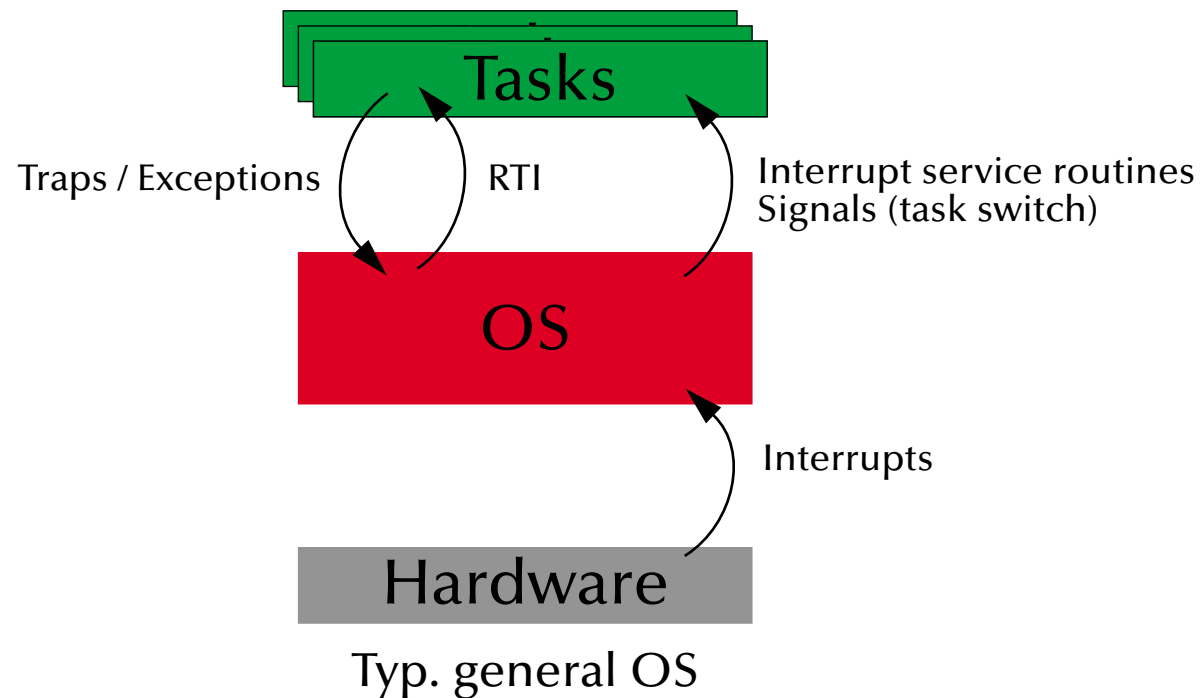 Tasks
Traps / Exceptions
RTI
Interrupt service routines
Signals (task switch)
OS
Interrupts
Hardware
Typ. general OS